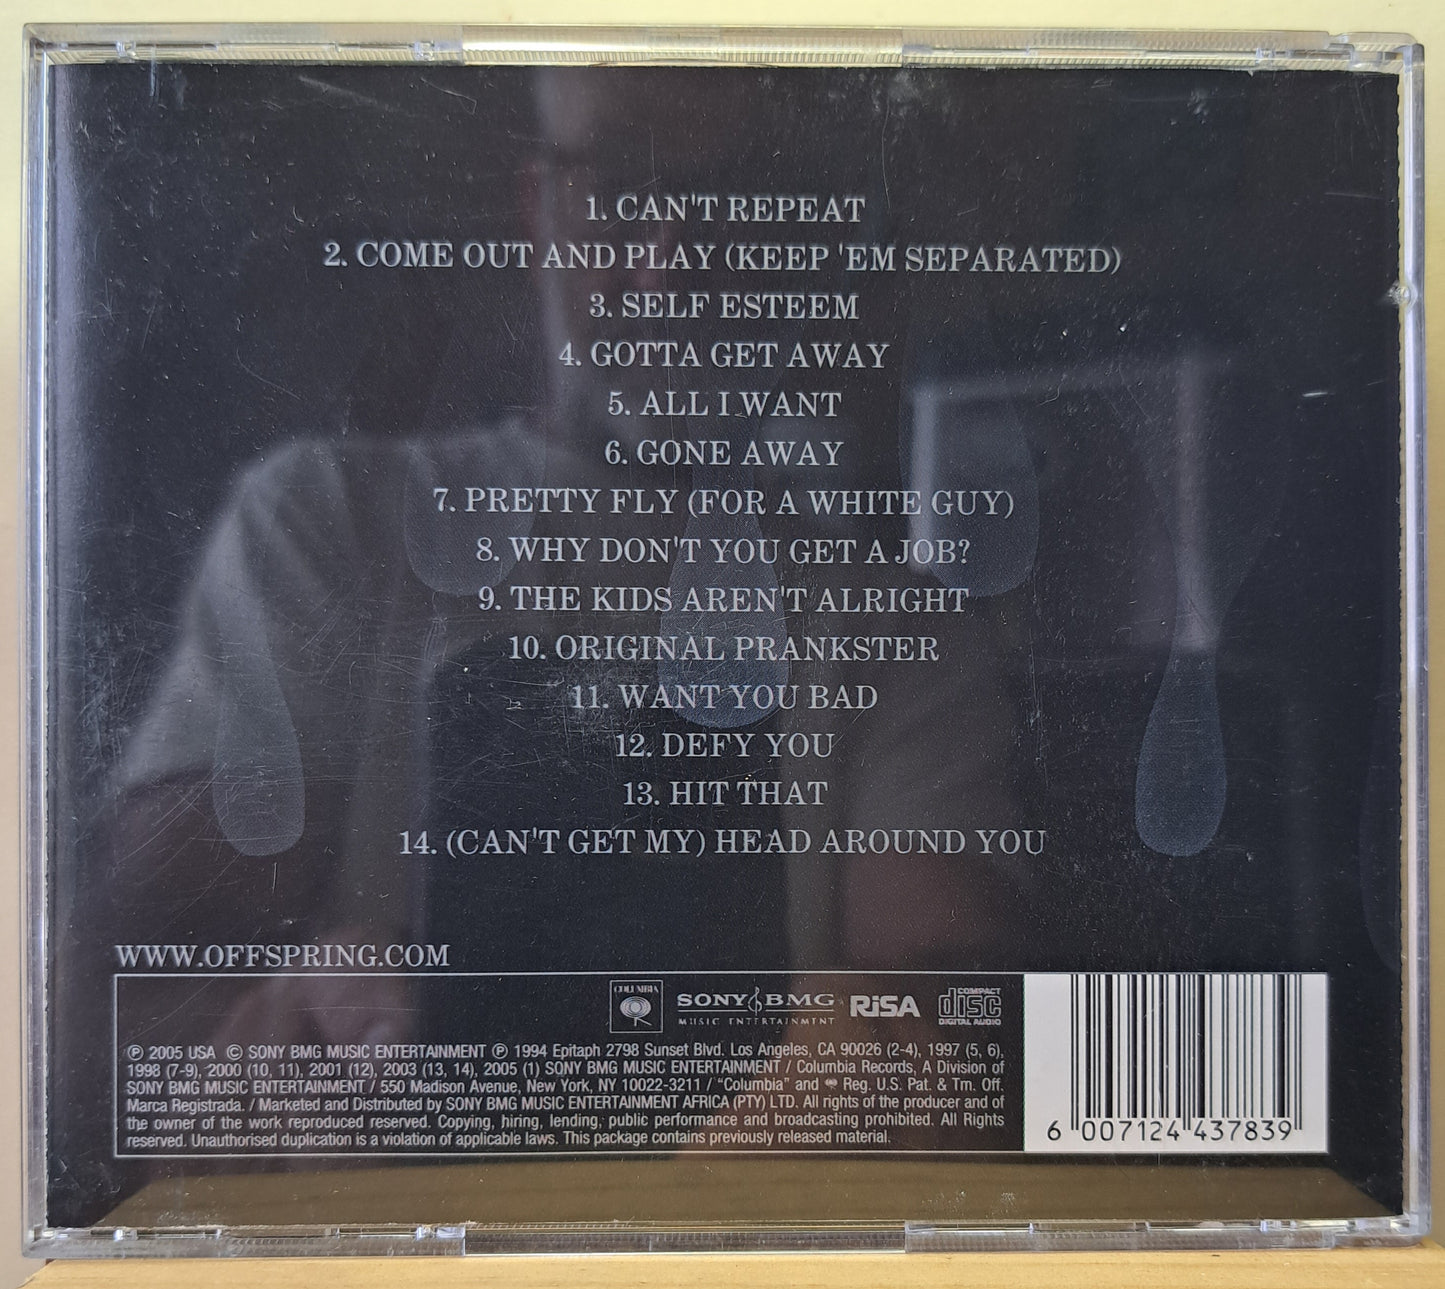 1. CAN'T REPEAT
2. COME OUT AND PLAY (KEEP 'EM SEPARATED)
3. SELF ESTEEM
4. GOTTA GET AWAY
5. ALL I WANT
6. GONE AWAY
7. PRETTY FLY (FOR A WHITE GUY)
8. WHY DON'T YOU GET A JOB?
9. THE KIDS AREN'T ALRIGHT
10. ORIGINAL PRANKSTER
11. WANT YOU BAD
12. DEFY YOU
13. HIT THAT
14. (CAN'T GET MY) HEAD AROUND YOU
WWW.OFFSPRING.COM
COLUMBIA
SONY BMG
MUSIC ENTERTAINMENT
RiSA
COMPACT
disc
DIGITAL AUDIO
℗ 2005 USA © SONY BMG MUSIC ENTERTAINMENT ℗ 1994 Epitaph 2798 Sunset Blvd. Los Angeles, CA 90026 (2-4), 1997 (5, 6),
1998 (7-9), 2000 (10, 11), 2001 (12), 2003 (13, 14), 2005 (1) SONY BMG MUSIC ENTERTAINMENT / Columbia Records, A Division of
SONY BMG MUSIC ENTERTAINMENT / 550 Madison Avenue, New York, NY 10022-3211 / "Columbia" and Reg. U.S. Pat. & Tm. Off.
Marca Registrada. / Marketed and Distributed by SONY BMG MUSIC ENTERTAINMENT AFRICA (PTY) LTD. All rights of the producer and of
the owner of the work reproduced reserved. Copying, hiring, lending, public performance and broadcasting prohibited. All Rights
reserved. Unauthorised duplication is a violation of applicable laws. This package contains previously released material.
6 007124 437839